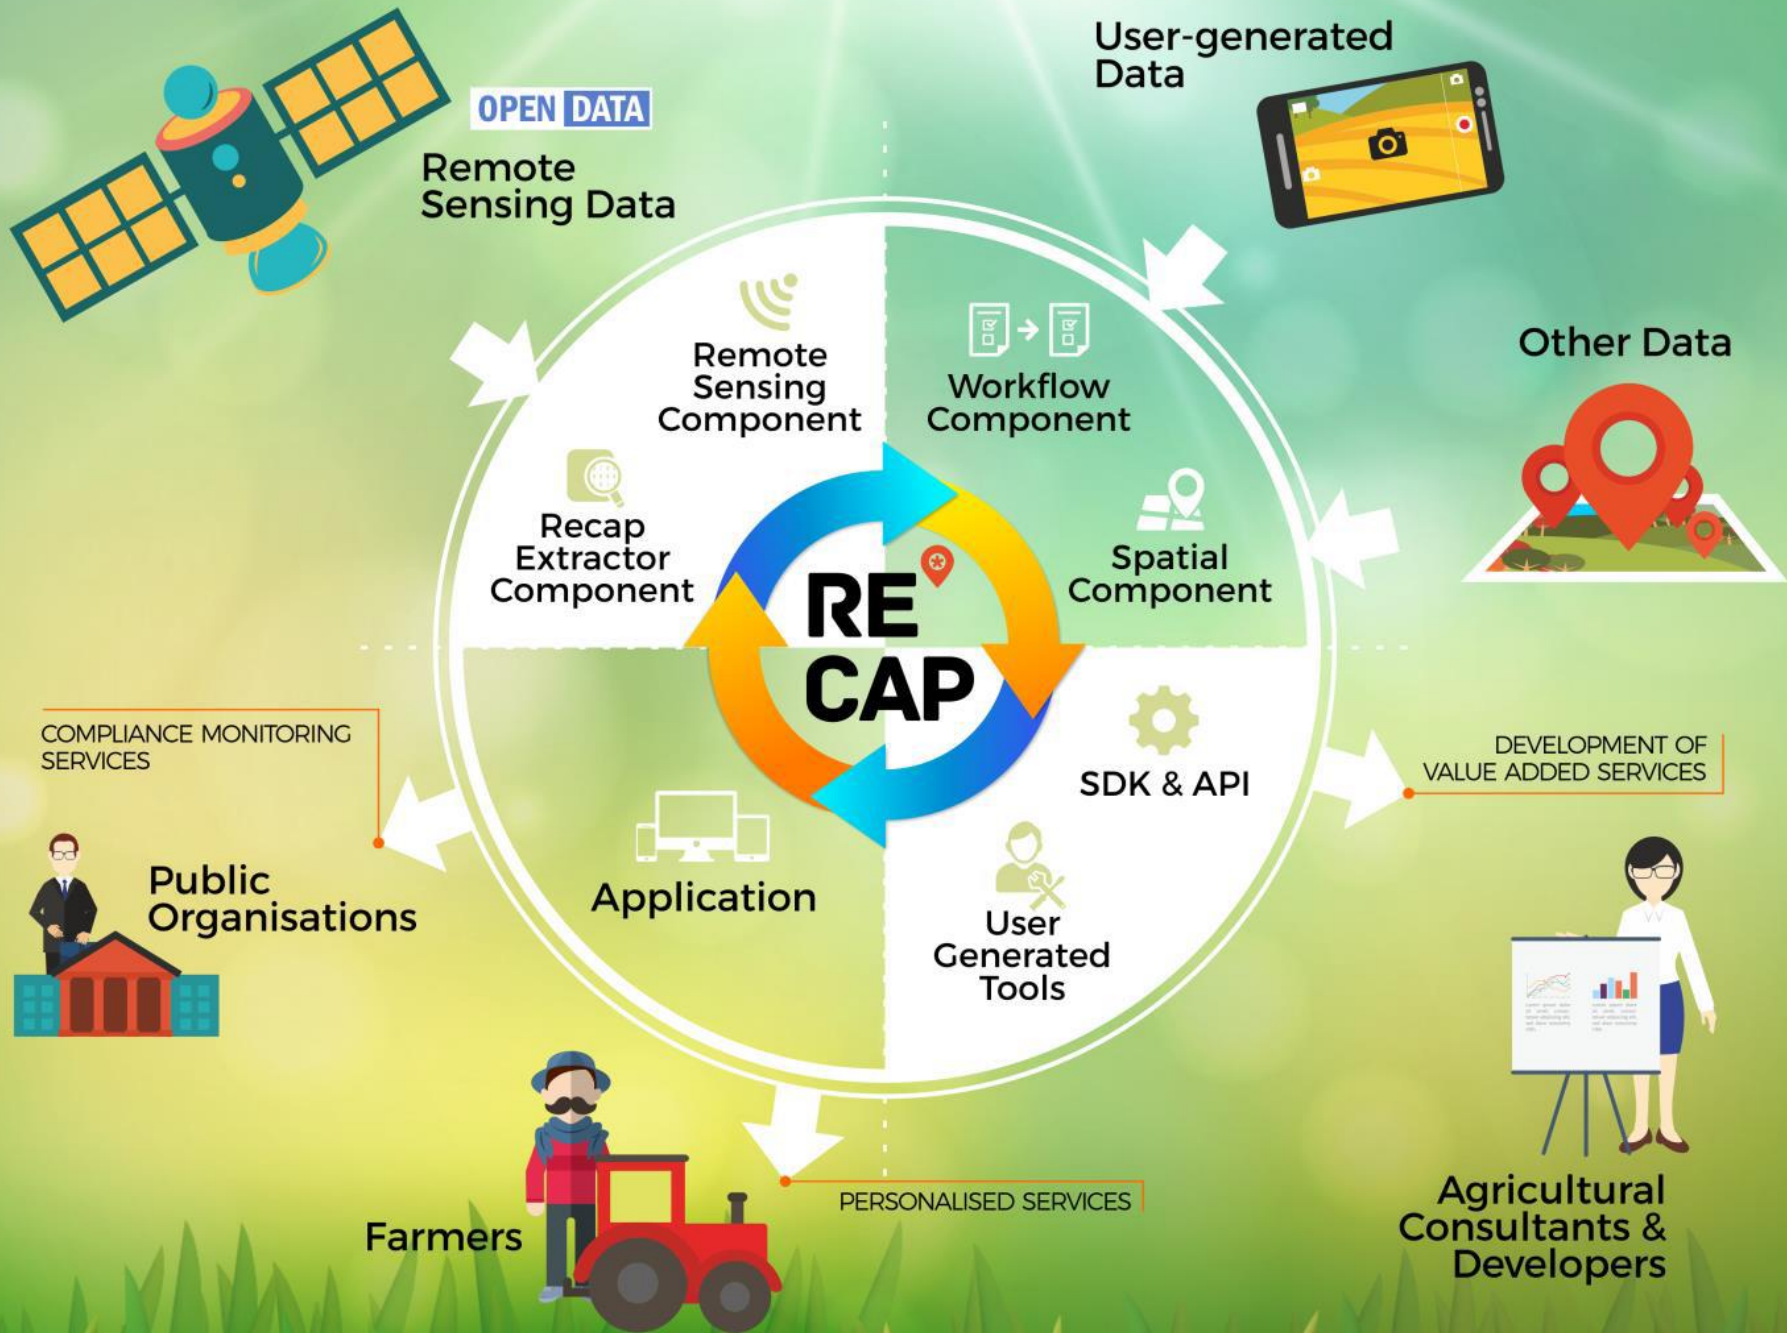 OPEN DATA
Remote
Sensing Data
User-generated
Data
Other Data
Remote
Sensing
Component
Workflow
Component
Recap
Extractor
Component
Spatial
Component
RE
CAP
SDK & API
User
Generated
Tools
Application
COMPLIANCE MONITORING
SERVICES
Public
Organisations
DEVELOPMENT OF
VALUE ADDED SERVICES
Agricultural
Consultants &
Developers
PERSONALISED SERVICES
Farmers